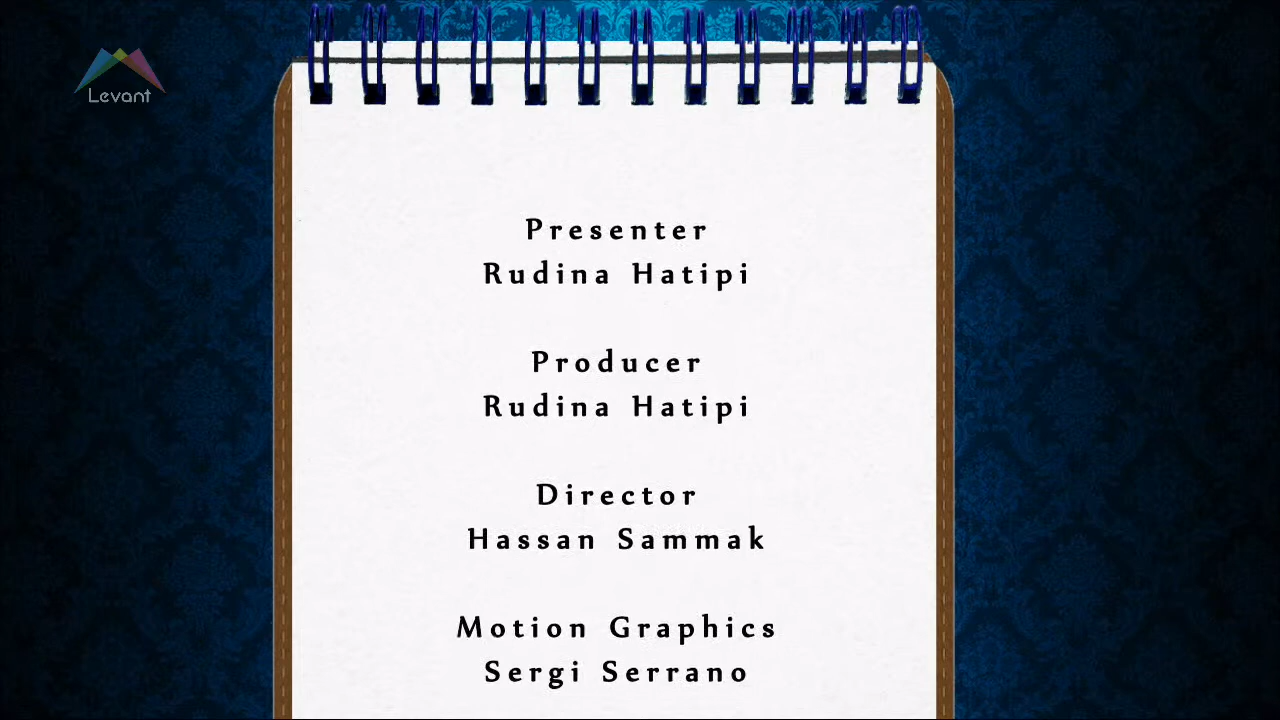 Levant
Presenter
Rudina Hatipi
Producer
Rudina Hatipi
Director
Hassan Sammak
Motion Graphics
Sergi Serrano